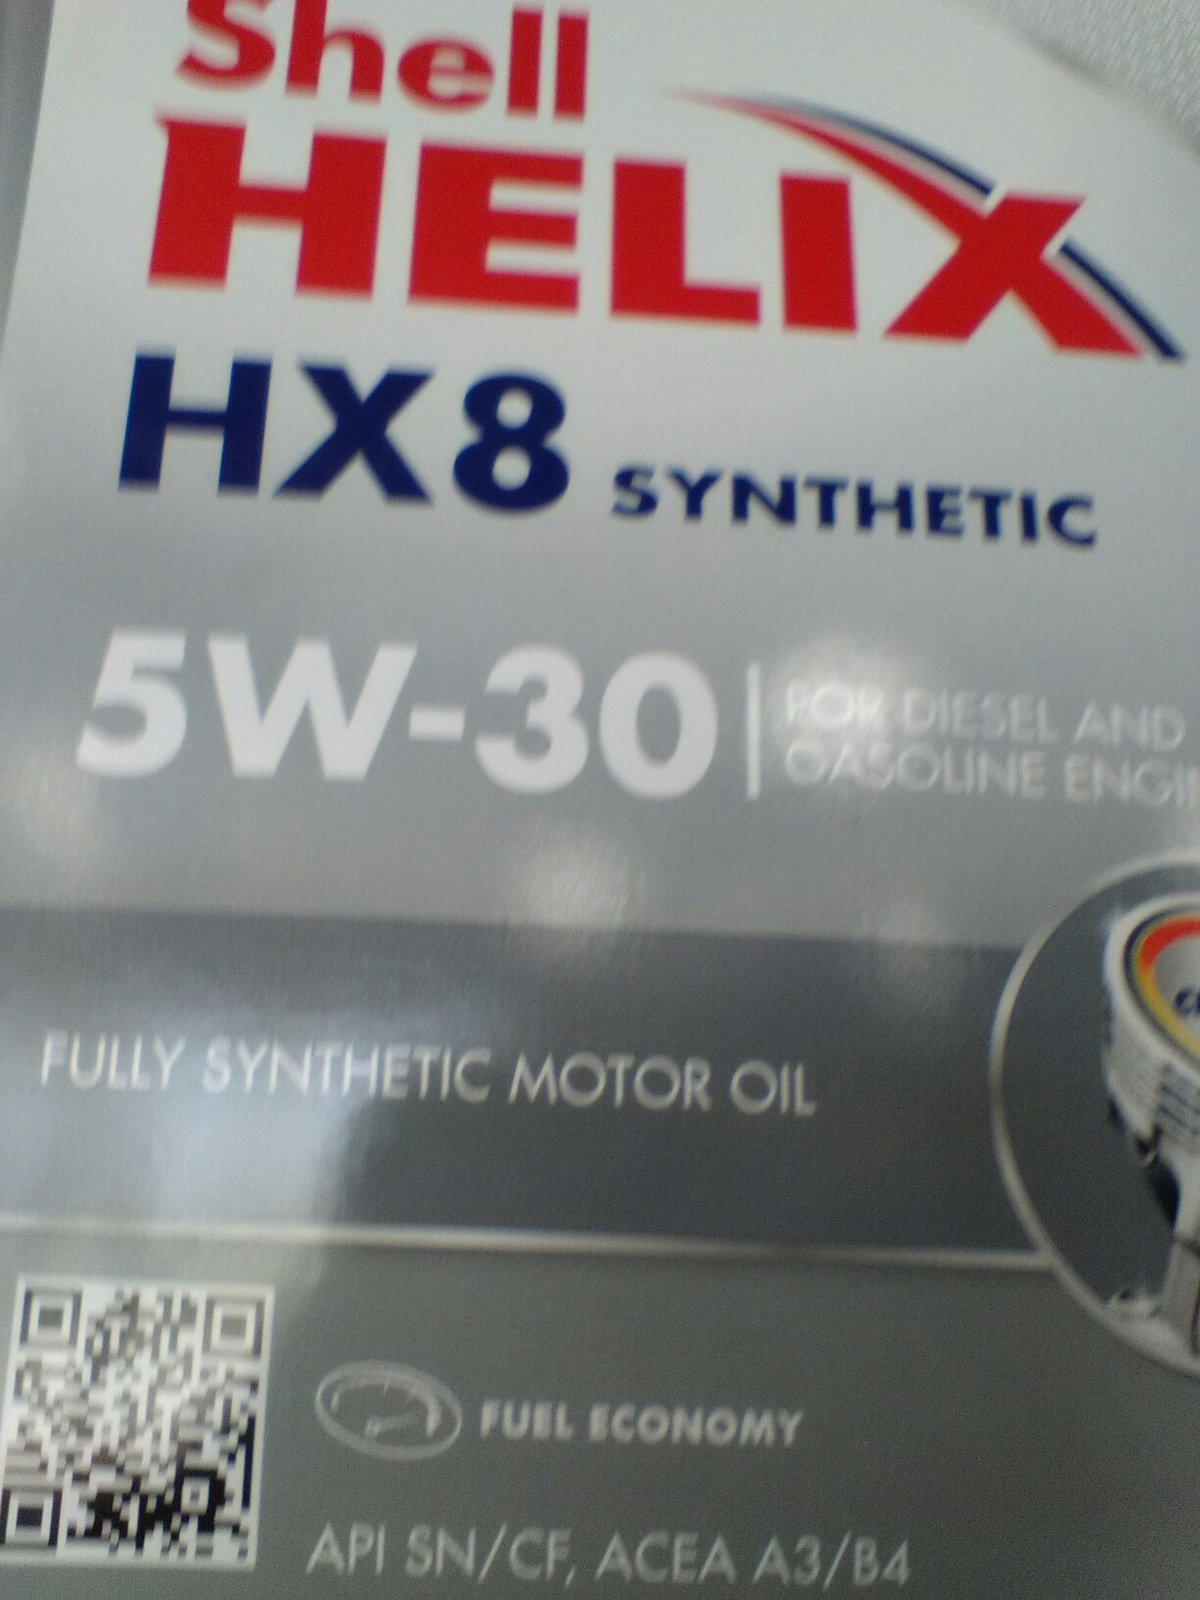 Shell
HELIX
HX8 SYNTHETIC
5W-30
FOR DIESEL AND
GASOLINE ENGIN
FULLY SYNTHETIC MOTOR OIL
FUEL ECONOMY
API SN/CF, ACEA A3/B4